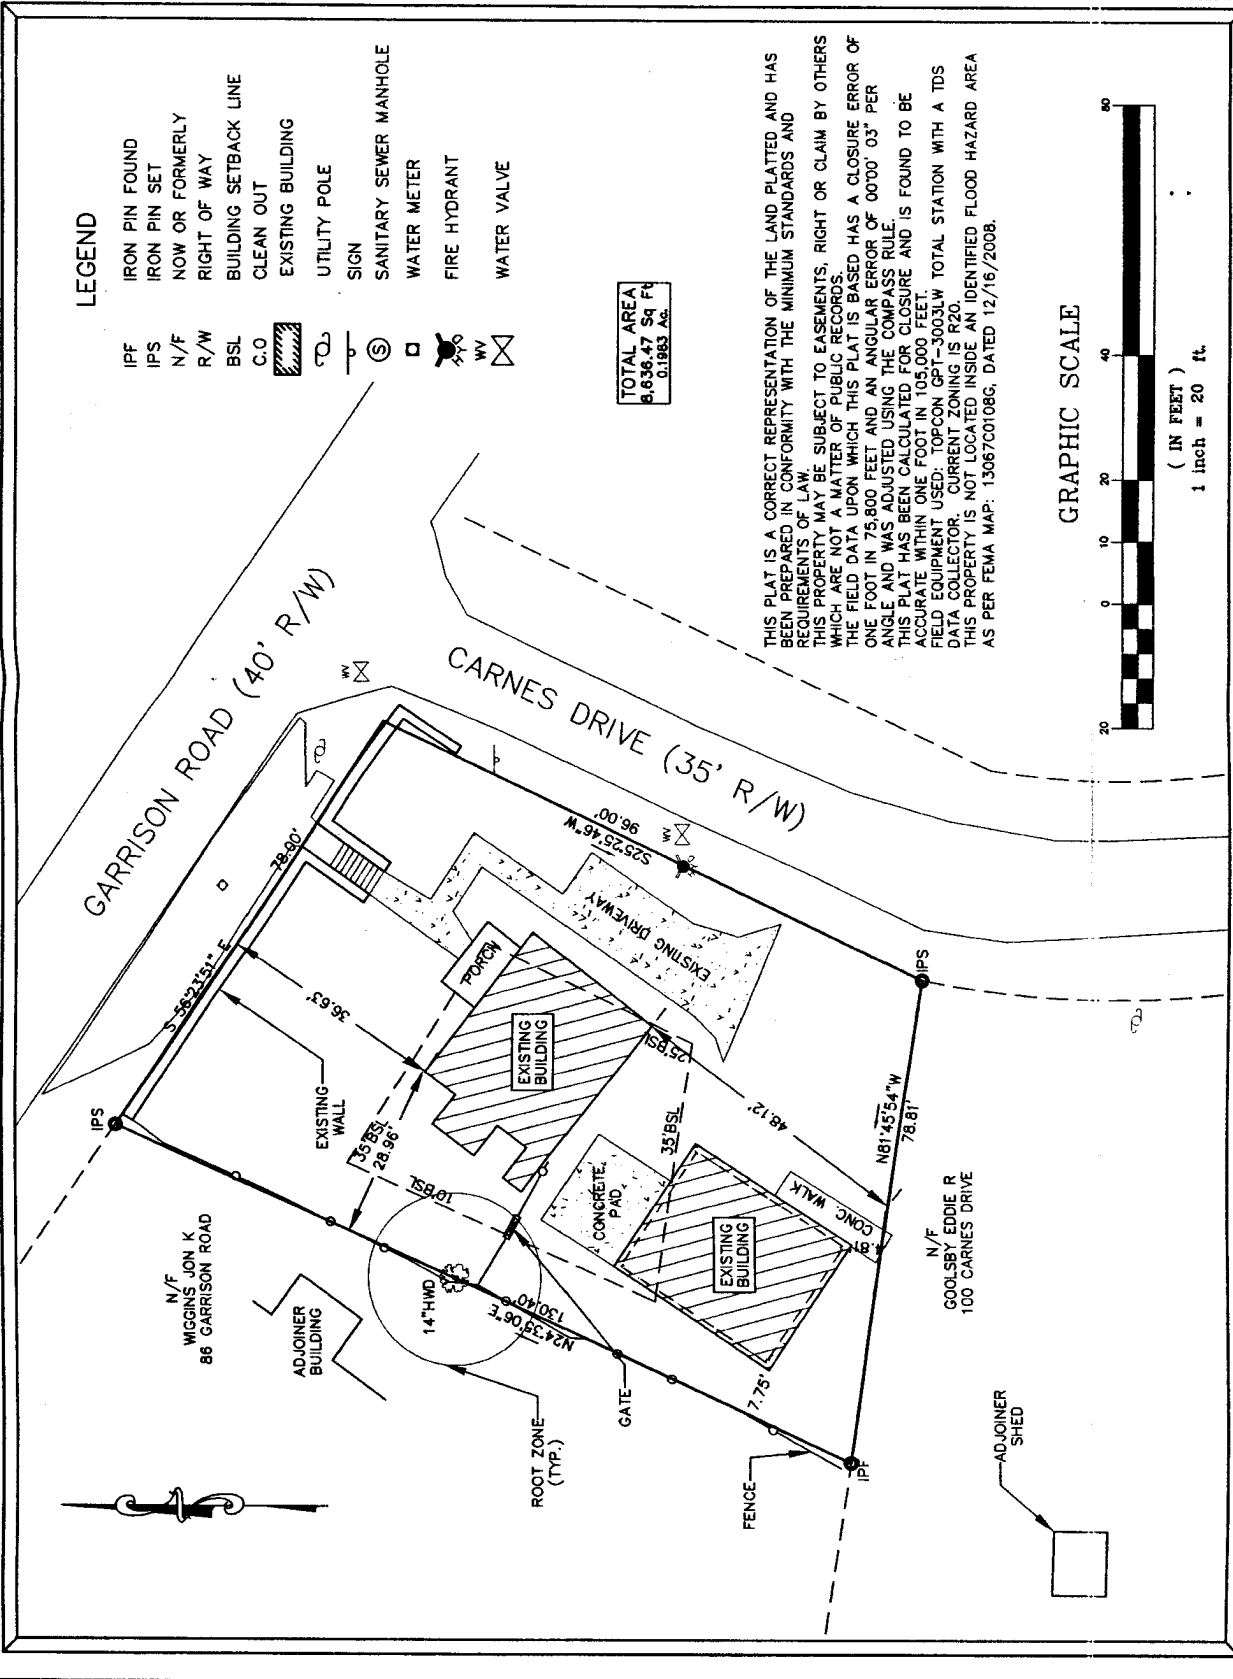 LEGEND
IPF IRON PIN FOUND
IPS IRON PIN SET
N/F NOW OR FORMERLY
R/W RIGHT OF WAY
BSL BUILDING SETBACK LINE
C.O CLEAN OUT
EXISTING BUILDING
UTILITY POLE
SIGN
S SANITARY SEWER MANHOLE
WATER METER
HYD FIRE HYDRANT
WV WATER VALVE
TOTAL AREA
8,636.47 Sq Ft
0.1983 Ac.
THIS PLAT IS A CORRECT REPRESENTATION OF THE LAND PLATTED AND HAS
BEEN PREPARED IN CONFORMITY WITH THE MINIMUM STANDARDS AND
REQUIREMENTS OF LAW.
THIS PROPERTY MAY BE SUBJECT TO EASEMENTS, RIGHT OR CLAIM BY OTHERS
WHICH ARE NOT A MATTER OF PUBLIC RECORDS.
THE FIELD DATA UPON WHICH THIS PLAT IS BASED HAS A CLOSURE ERROR OF
ONE FOOT IN 75,800 FEET AND AN ANGULAR ERROR OF 00°00' 03" PER
ANGLE AND WAS ADJUSTED USING THE COMPASS RULE.
THIS PLAT HAS BEEN CALCULATED FOR CLOSURE AND IS FOUND TO BE
ACCURATE WITHIN ONE FOOT IN 105,000 FEET.
FIELD EQUIPMENT USED: TOPCON GPT-3003LW TOTAL STATION WITH A TDS
DATA COLLECTOR. CURRENT ZONING IS R20.
THIS PROPERTY IS NOT LOCATED INSIDE AN IDENTIFIED FLOOD HAZARD AREA
AS PER FEMA MAP: 13067C0108G, DATED 12/16/2008.
GRAPHIC SCALE
20 0 10 20 40 80
( IN FEET )
1 inch = 20 ft.
GARRISON ROAD (40' R/W)
CARNES DRIVE (35' R/W)
WV
78.00'
S 56°23'51" E
S25°25'46"W
96.00'
WV
HYD
IPS
PORCH
EXISTING DRIVEWAY
36.63'
EXISTING
WALL
IPS
EXISTING
BUILDING
25'BSL
35'BSL
28.96'
10'BSL
35'BSL
48.12'
N81°45'54"W
78.81'
N/F
WIGGINS JON K
86 GARRISON ROAD
ADJOINER
BUILDING
14"HWD
N24°35'06"E
130.40'
CONCRETE
PAD
EXISTING
BUILDING
CONC. WALK
N/F
GOOLSBY EDDIE R
100 CARNES DRIVE
ROOT ZONE
(TYP.)
GATE
7.75'
FENCE
IPF
ADJOINER
SHED